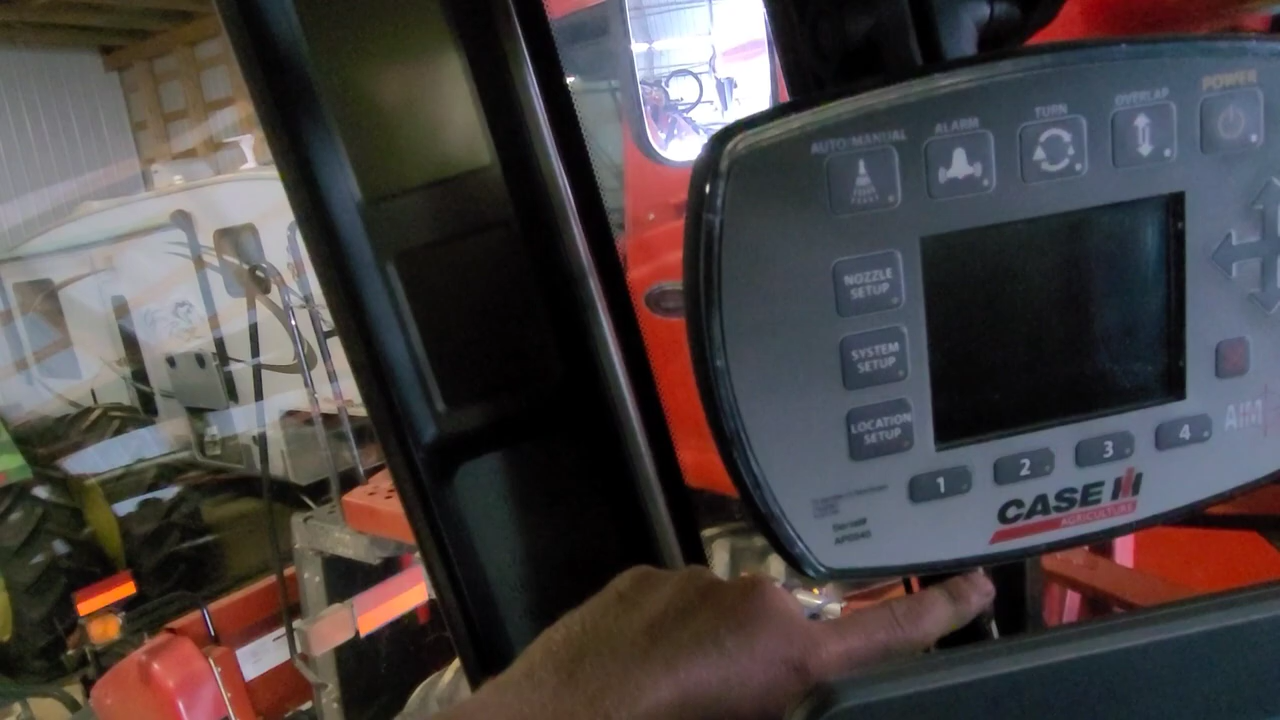 AUTO/MANUAL
ALARM
TURN
OVERLAP
POWER
NOZZLE
SETUP
SYSTEM
SETUP
LOCATION
SETUP
1
2
3
4
AIM
CASE IH
AGRICULTURE
Serial#